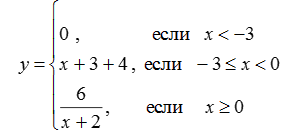 0 , если x < −3
y = x + 3 + 4 , если − 3 ≤ x < 0
6
x + 2 , если x ≥ 0